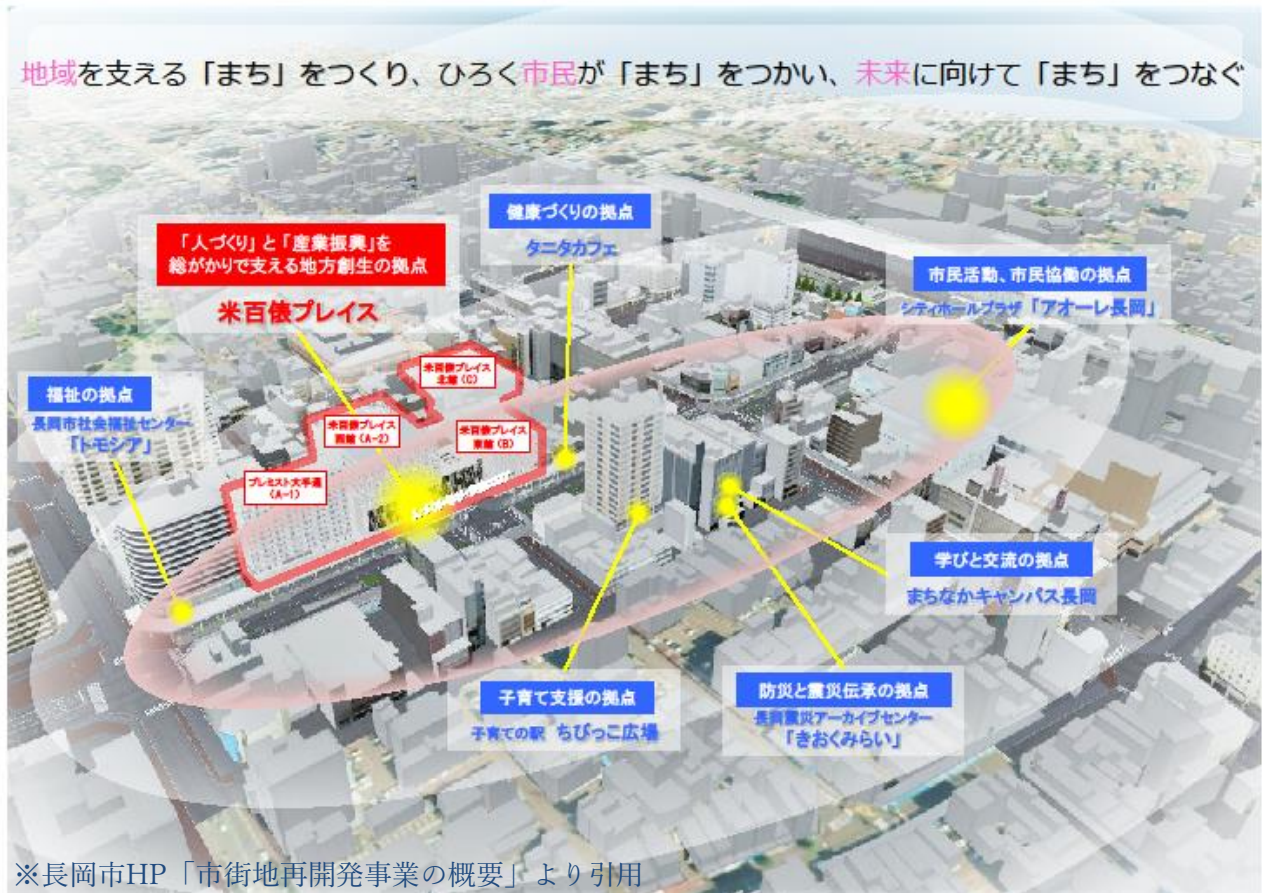 地域を支える「まち」をつくり、ひろく市民が「まち」をつかい、未来に向けて「まち」をつなぐ
健康づくりの拠点
タニタカフェ
「人づくり」と「産業振興」を
総がかりで支える地方創生の拠点
米百俵プレイス
市民活動、市民協働の拠点
シティホールプラザ「アオーレ長岡」
福祉の拠点
長岡市社会福祉センター
「トモシア」
米百俵プレイス
北館(C)
米百俵プレイス
西館(A-2)
米百俵プレイス
東館(B)
プレミスト大手通
(A-1)
学びと交流の拠点
まちなかキャンパス長岡
子育て支援の拠点
子育ての駅 ちびっこ広場
防災と震災伝承の拠点
長岡震災アーカイブセンター
「きおくみらい」
※長岡市HP「市街地再開発事業の概要」より引用